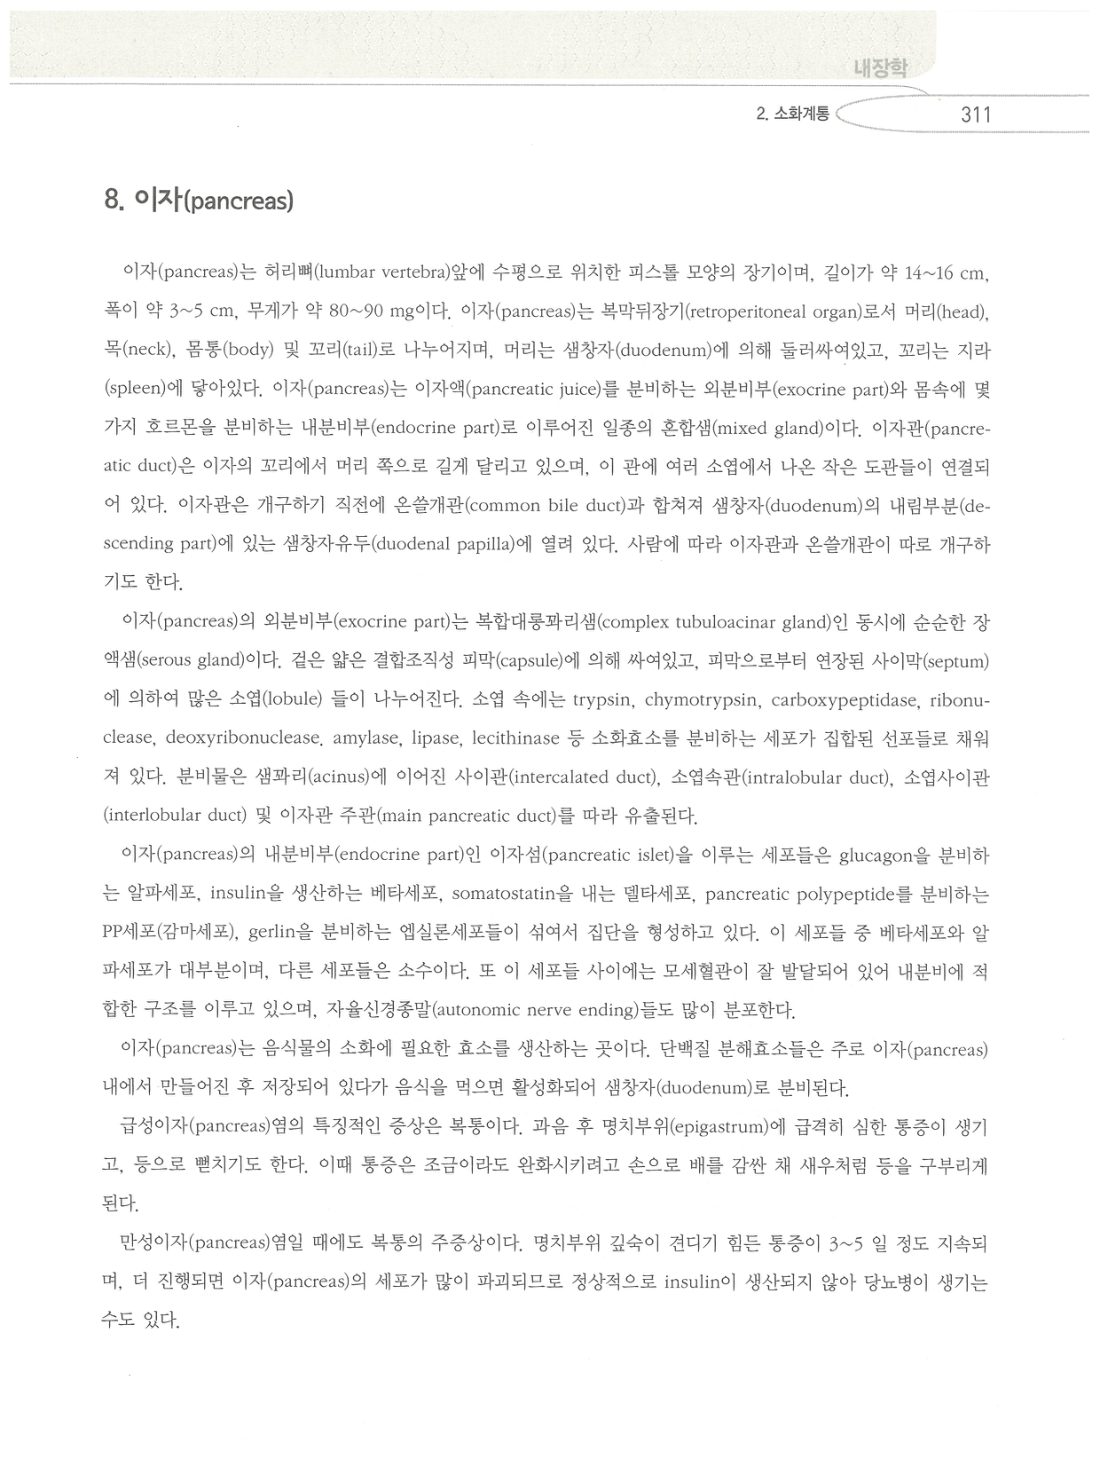 내장학
2. 소화계통
311
8. 이자(pancreas)
이자(pancreas)는 허리뼈(lumbar vertebra)앞에 수평으로 위치한 피스톨 모양의 장기이며, 길이가 약 14~16 cm,
폭이 약 3~5 cm, 무게가 약 80~90 mg이다. 이자(pancreas)는 복막뒤장기(retroperitoneal organ)로서 머리(head),
목(neck), 몸통(body) 및 꼬리(tail)로 나누어지며, 머리는 샘창자(duodenum)에 의해 둘러싸여있고, 꼬리는 지라
(spleen)에 닿아있다. 이자(pancreas)는 이자액(pancreatic juice)를 분비하는 외분비부(exocrine part)와 몸속에 몇
가지 호르몬을 분비하는 내분비부(endocrine part)로 이루어진 일종의 혼합샘(mixed gland)이다. 이자관(pancre-
atic duct)은 이자의 꼬리에서 머리 쪽으로 길게 달리고 있으며, 이 관에 여러 소엽에서 나온 작은 도관들이 연결되
어 있다. 이자관은 개구하기 직전에 온쓸개관(common bile duct)과 합쳐져 샘창자(duodenum)의 내림부분(de-
scending part)에 있는 샘창자유두(duodenal papilla)에 열려 있다. 사람에 따라 이자관과 온쓸개관이 따로 개구하
기도 한다.
이자(pancreas)의 외분비부(exocrine part)는 복합대롱꽈리샘(complex tubuloacinar gland)인 동시에 순순한 장
액샘(serous gland)이다. 겉은 얇은 결합조직성 피막(capsule)에 의해 싸여있고, 피막으로부터 연장된 사이막(septum)
에 의하여 많은 소엽(lobule) 들이 나누어진다. 소엽 속에는 trypsin, chymotrypsin, carboxypeptidase, ribonu-
clease, deoxyribonuclease. amylase, lipase, lecithinase 등 소화효소를 분비하는 세포가 집합된 선포들로 채워
져 있다. 분비물은 샘꽈리(acinus)에 이어진 사이관(intercalated duct), 소엽속관(intralobular duct), 소엽사이관
(interlobular duct) 및 이자관 주관(main pancreatic duct)를 따라 유출된다.
이자(pancreas)의 내분비부(endocrine part)인 이자섬(pancreatic islet)을 이루는 세포들은 glucagon을 분비하
는 알파세포, insulin을 생산하는 베타세포, somatostatin을 내는 델타세포, pancreatic polypeptide를 분비하는
PP세포(감마세포), gerlin을 분비하는 엡실론세포들이 섞여서 집단을 형성하고 있다. 이 세포들 중 베타세포와 알
파세포가 대부분이며, 다른 세포들은 소수이다. 또 이 세포들 사이에는 모세혈관이 잘 발달되어 있어 내분비에 적
합한 구조를 이루고 있으며, 자율신경종말(autonomic nerve ending)들도 많이 분포한다.
이자(pancreas)는 음식물의 소화에 필요한 효소를 생산하는 곳이다. 단백질 분해효소들은 주로 이자(pancreas)
내에서 만들어진 후 저장되어 있다가 음식을 먹으면 활성화되어 샘창자(duodenum)로 분비된다.
급성이자(pancreas)염의 특징적인 증상은 복통이다. 과음 후 명치부위(epigastrum)에 급격히 심한 통증이 생기
고, 등으로 뻗치기도 한다. 이때 통증은 조금이라도 완화시키려고 손으로 배를 감싼 채 새우처럼 등을 구부리게
된다.
만성이자(pancreas)염일 때에도 복통의 주증상이다. 명치부위 깊숙이 견디기 힘든 통증이 3~5 일 정도 지속되
며, 더 진행되면 이자(pancreas)의 세포가 많이 파괴되므로 정상적으로 insulin이 생산되지 않아 당뇨병이 생기는
수도 있다.